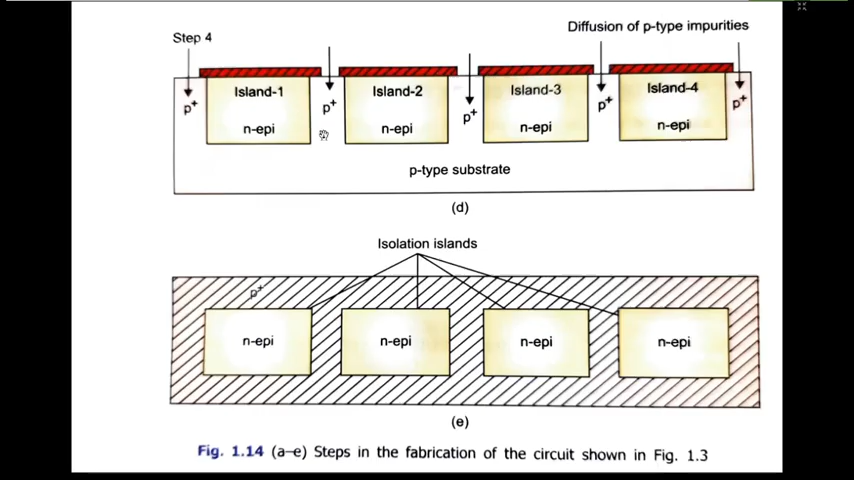 Diffusion of p-type impurities
Step 4
Island-1 Island-2 Island-3 Island-4
p+ p+ p+ p+ p+
n-epi n-epi n-epi n-epi
p-type substrate
(d)
Isolation islands
p+
n-epi n-epi n-epi n-epi
(e)
Fig. 1.14 (a–e) Steps in the fabrication of the circuit shown in Fig. 1.3